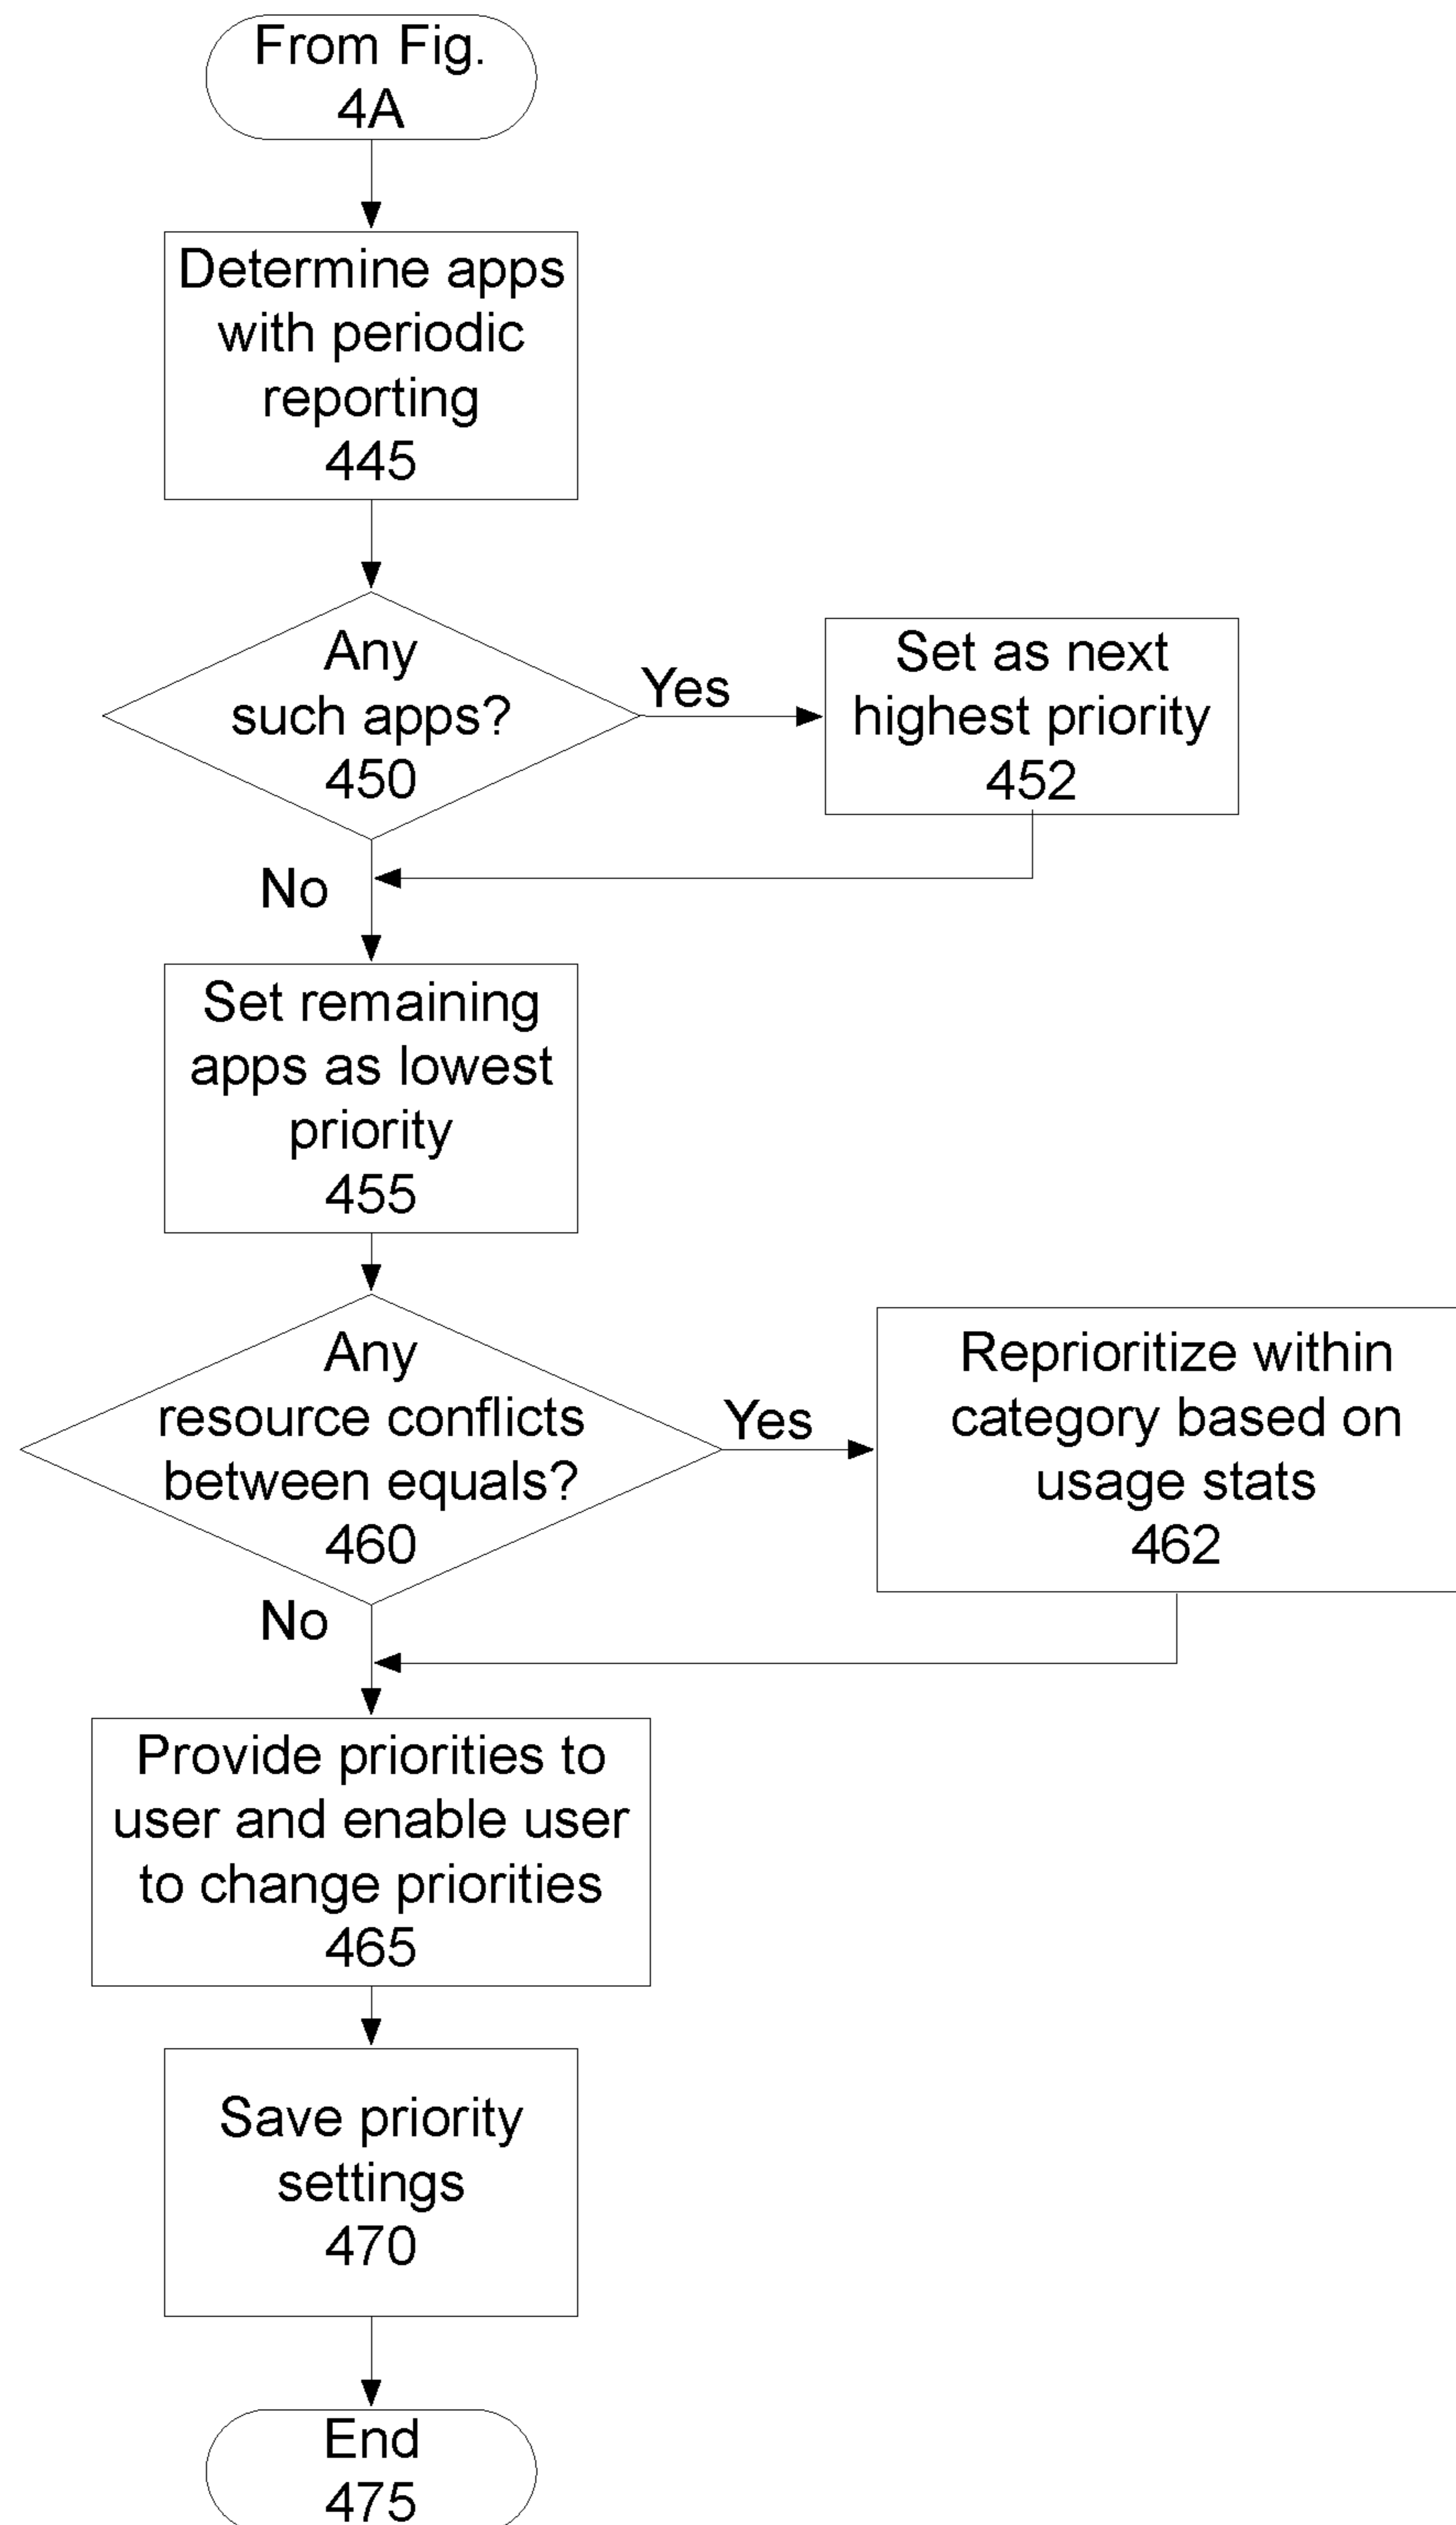 From Fig.
4A
Determine apps
with periodic
reporting
445
Any
such apps?
450
Yes
Set as next
highest priority
452
No
Set remaining
apps as lowest
priority
455
Any
resource conflicts
between equals?
460
Yes
Reprioritize within
category based on
usage stats
462
No
Provide priorities to
user and enable user
to change priorities
465
Save priority
settings
470
End
475